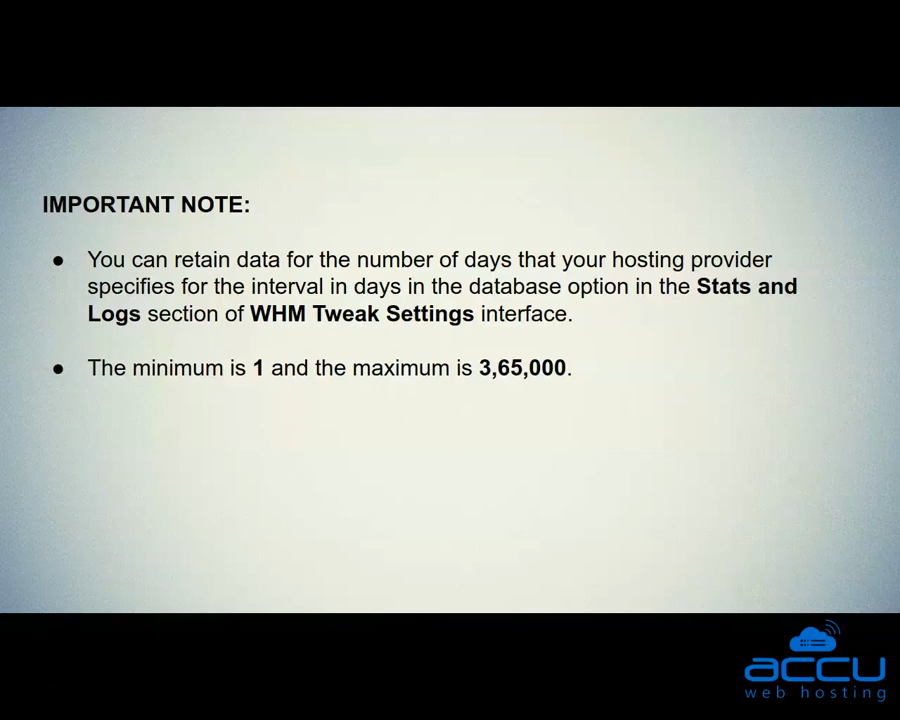 IMPORTANT NOTE:
● You can retain data for the number of days that your hosting provider
specifies for the interval in days in the database option in the Stats and
Logs section of WHM Tweak Settings interface.
● The minimum is 1 and the maximum is 3,65,000.
accu
web hosting